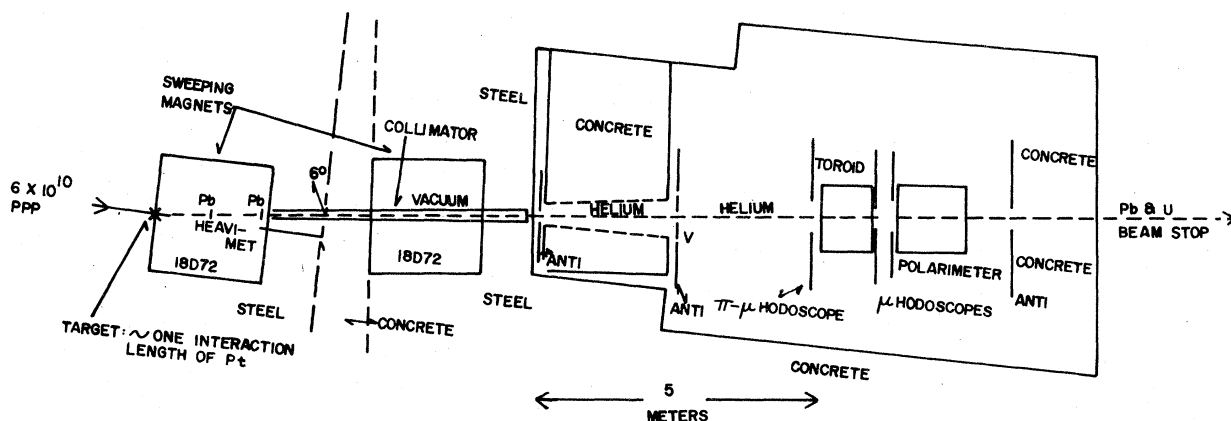 SWEEPING
MAGNETS
6 X 10^10
PPP
Pb
Pb
HEAVI-
MET
18D72
6°
COLLIMATOR
VACUUM
18D72
STEEL
CONCRETE
TARGET: ~ ONE INTERACTION
LENGTH OF Pt
STEEL
STEEL
CONCRETE
HELIUM
HELIUM
V
ANTI
ANTI
π-μ HODOSCOPE
TOROID
POLARIMETER
μ HODOSCOPES
CONCRETE
CONCRETE
ANTI
Pb & U
BEAM STOP
CONCRETE
5
METERS